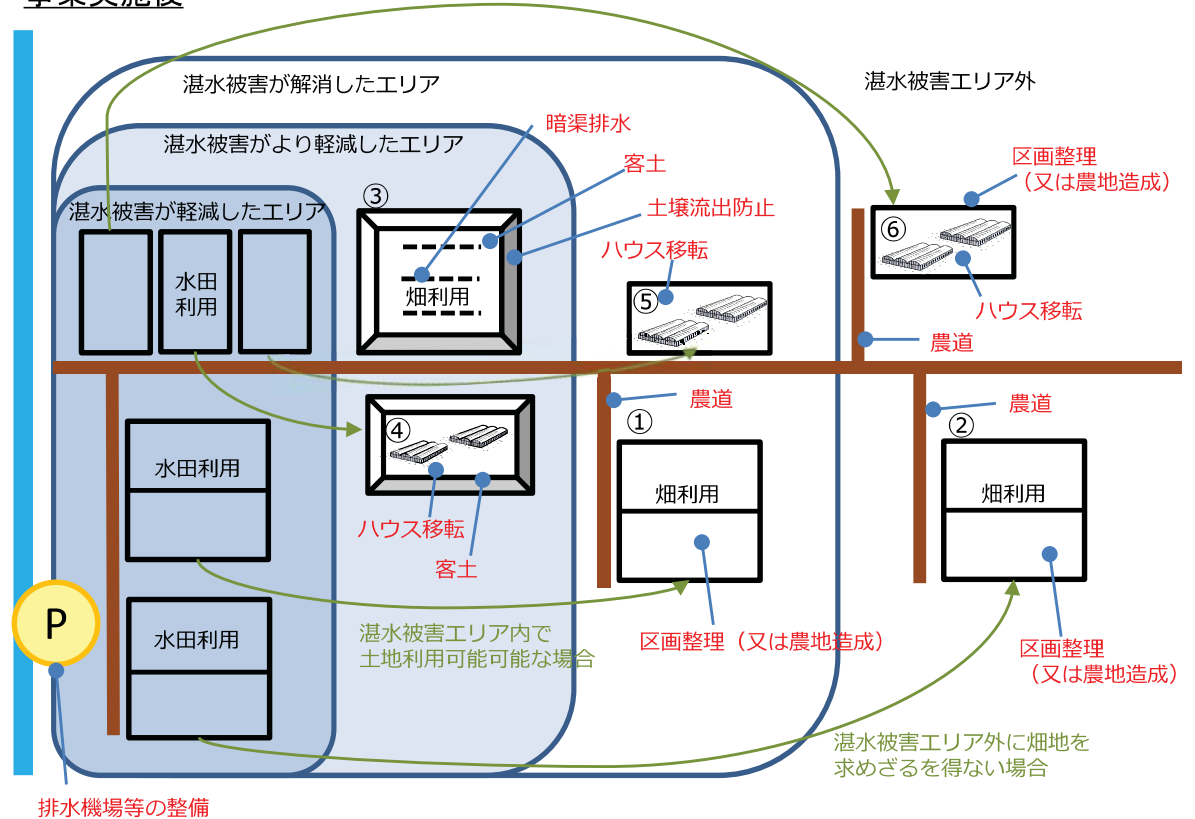 事業実施後
湛水被害が解消したエリア
湛水被害エリア外
湛水被害がより軽減したエリア
暗渠排水
客土
区画整理
（又は農地造成）
湛水被害が軽減したエリア
③
土壌流出防止
⑥
水田
利用
畑利用
ハウス移転
⑤
ハウス移転
農道
農道
農道
④
①
②
水田利用
畑利用
畑利用
ハウス移転
客土
P
水田利用
湛水被害エリア内で
土地利用可能可能な場合
区画整理（又は農地造成）
区画整理
（又は農地造成）
湛水被害エリア外に畑地を
求めざるを得ない場合
排水機場等の整備